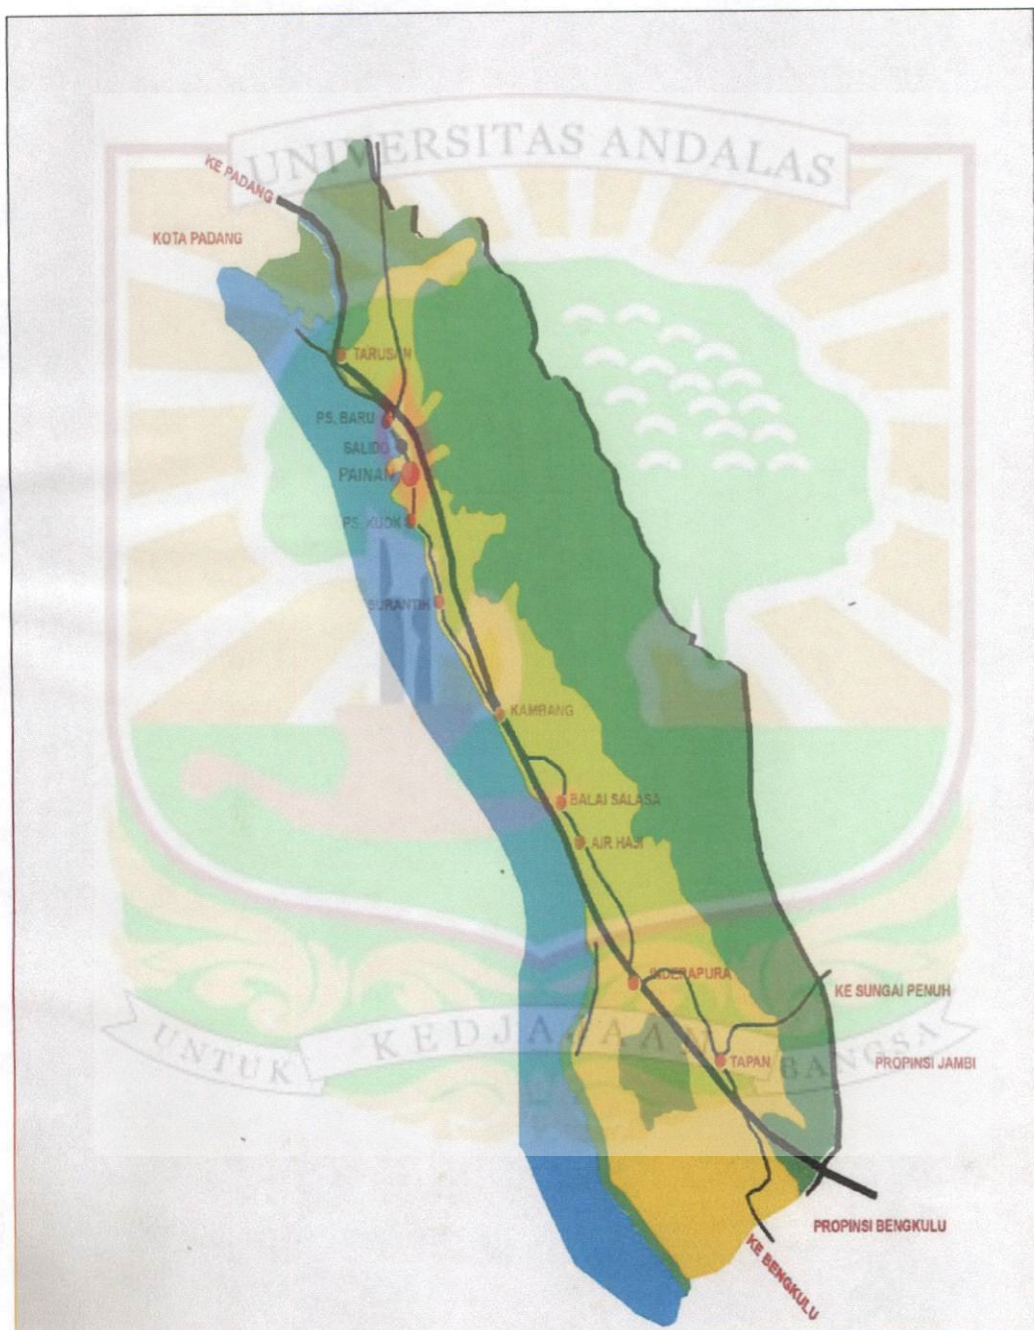 UNIVERSITAS ANDALAS
KE PADANG
KOTA PADANG
TARUSAN
PS. BARU
SALIDO
PAINAN
PS. KUOK
SURANTIH
KAMBANG
BALAI SALASA
AIR HAJI
INDERAPURA
KE SUNGAI PENUH
UNTUK KEDJAJAAN BANGSA
TAPAN
PROPINSI JAMBI
PROPINSI BENGKULU
KE BENGKULU